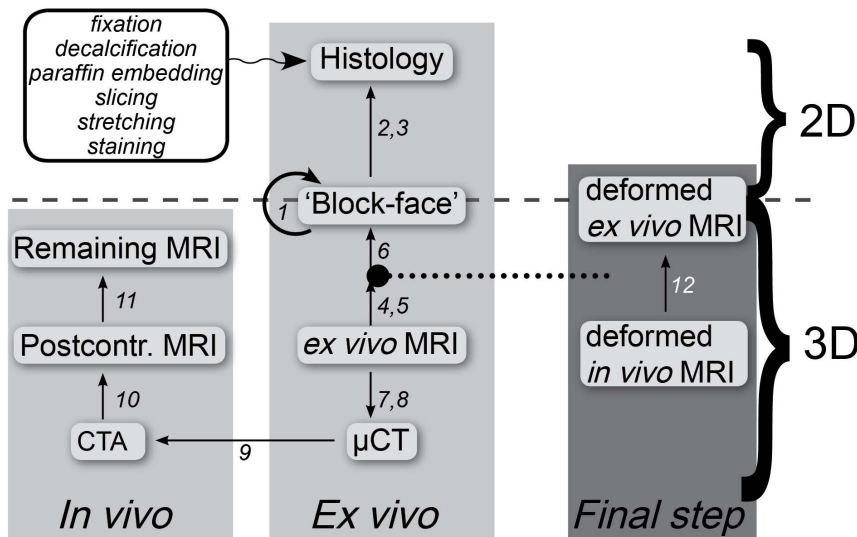 fixation
decalcification
paraffin embedding
slicing
stretching
staining
Histology
2,3
2D
'Block-face'
1
deformed
ex vivo MRI
Remaining MRI
6
11
4,5
12
3D
Postcontr. MRI
ex vivo MRI
deformed
in vivo MRI
10
7,8
CTA
9
µCT
In vivo
Ex vivo
Final step